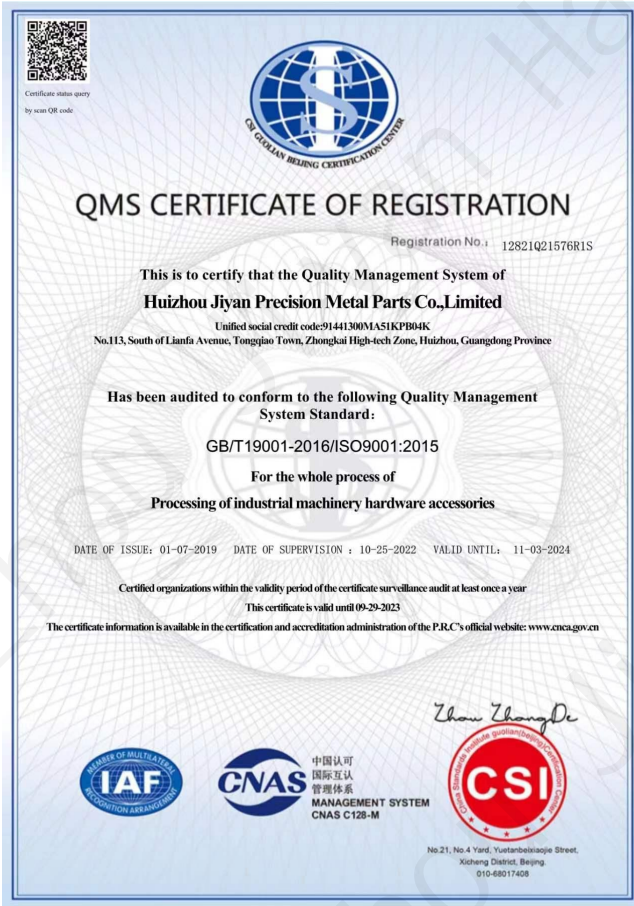 Certificate status query
by scan QR code
S
CSI GUOLIAN BEIJING CERTIFICATION CENTER
QMS CERTIFICATE OF REGISTRATION
Registration No.: 12821Q21576R1S
This is to certify that the Quality Management System of
Huizhou Jiyan Precision Metal Parts Co.,Limited
Unified social credit code:91441300MA51KPB04K
No.113, South of Lianfa Avenue, Tongqiao Town, Zhongkai High-tech Zone, Huizhou, Guangdong Province
Has been audited to conform to the following Quality Management
System Standard:
GB/T19001-2016/ISO9001:2015
For the whole process of
Processing of industrial machinery hardware accessories
DATE OF ISSUE: 01-07-2019 DATE OF SUPERVISION : 10-25-2022 VALID UNTIL: 11-03-2024
Certified organizations within the validity period of the certificate surveillance audit at least once a year
This certificate is valid until 09-29-2023
The certificate information is available in the certification and accreditation administration of the P.R.C's official website: www.cnca.gov.cn
Zhou ZhangDe
MEMBER OF MULTILATERAL
IAF
RECOGNITION ARRANGEMENT
CNAS
中国认可
国际互认
管理体系
MANAGEMENT SYSTEM
CNAS C128-M
China Standards Institute guolian(beijing)Certification Center
CSI
No.21, No.4 Yard, Yuetanbeixiaojie Street,
Xicheng District, Beijing.
010-68017408